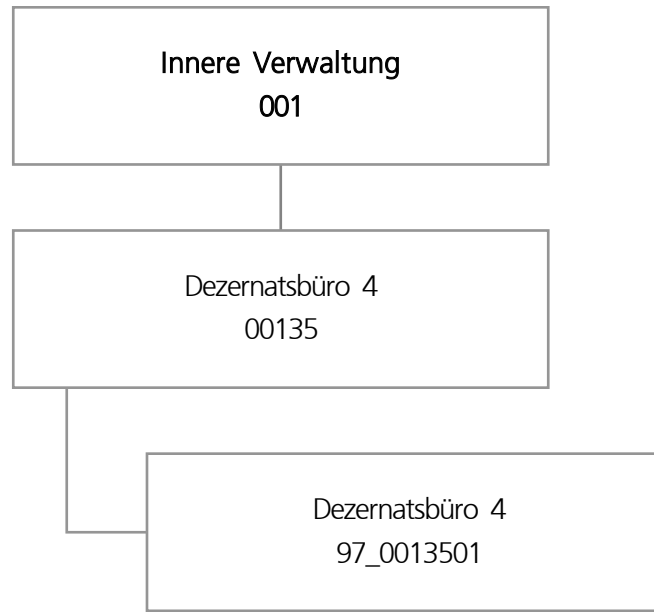 Innere Verwaltung
001
Dezernatsbüro 4
00135
Dezernatsbüro 4
97_0013501